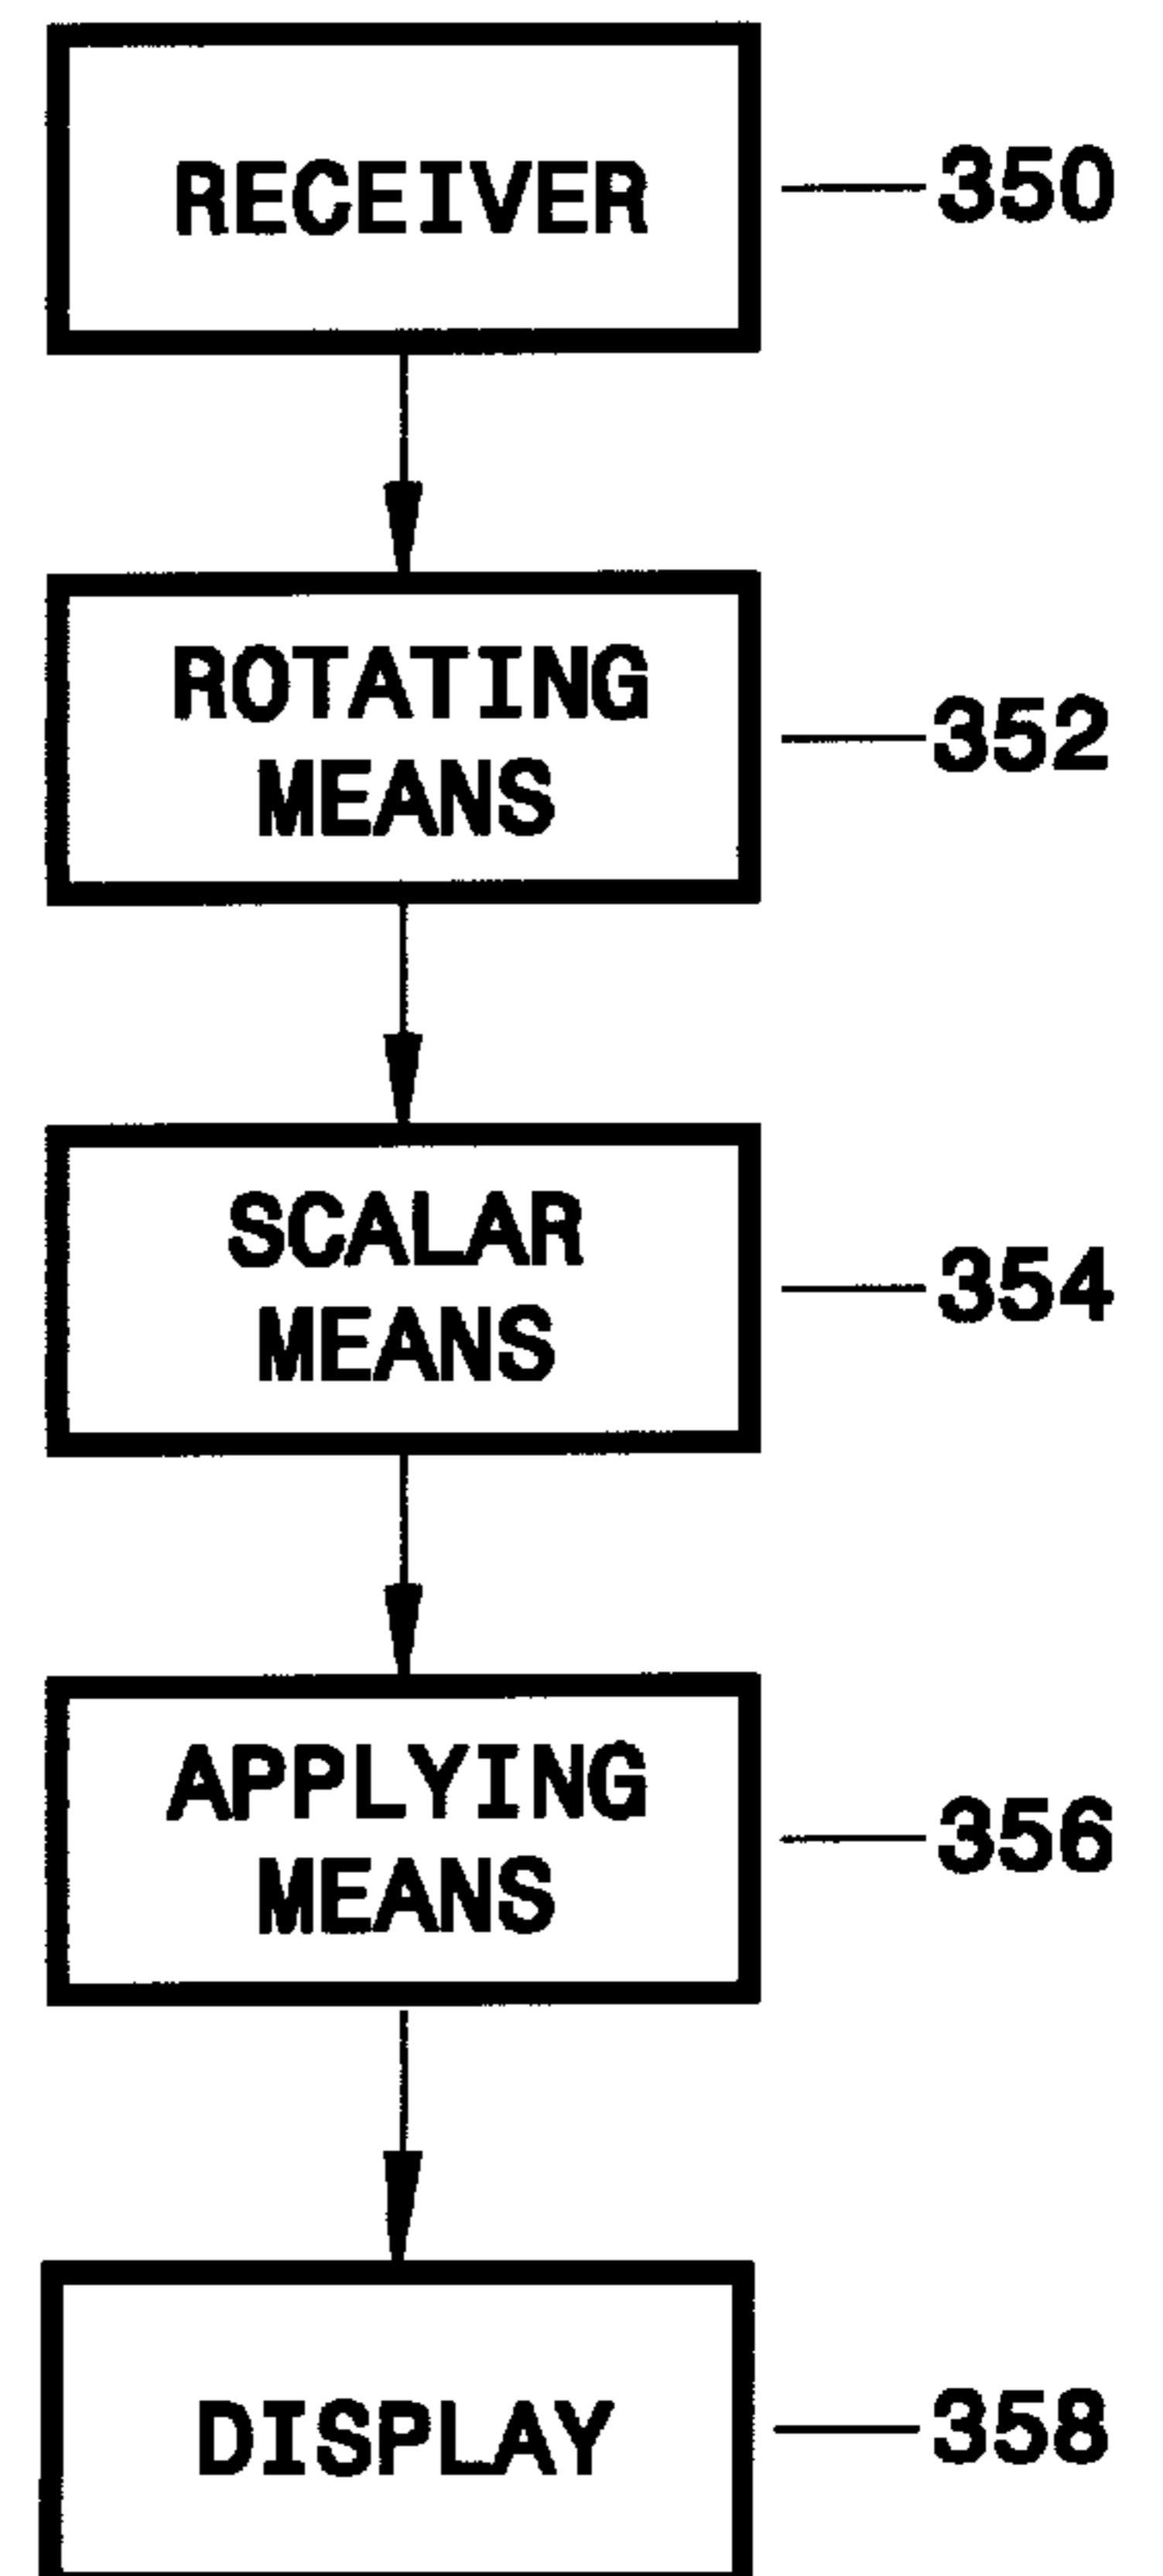 RECEIVER
350
ROTATING
MEANS
352
SCALAR
MEANS
354
APPLYING
MEANS
356
DISPLAY
358